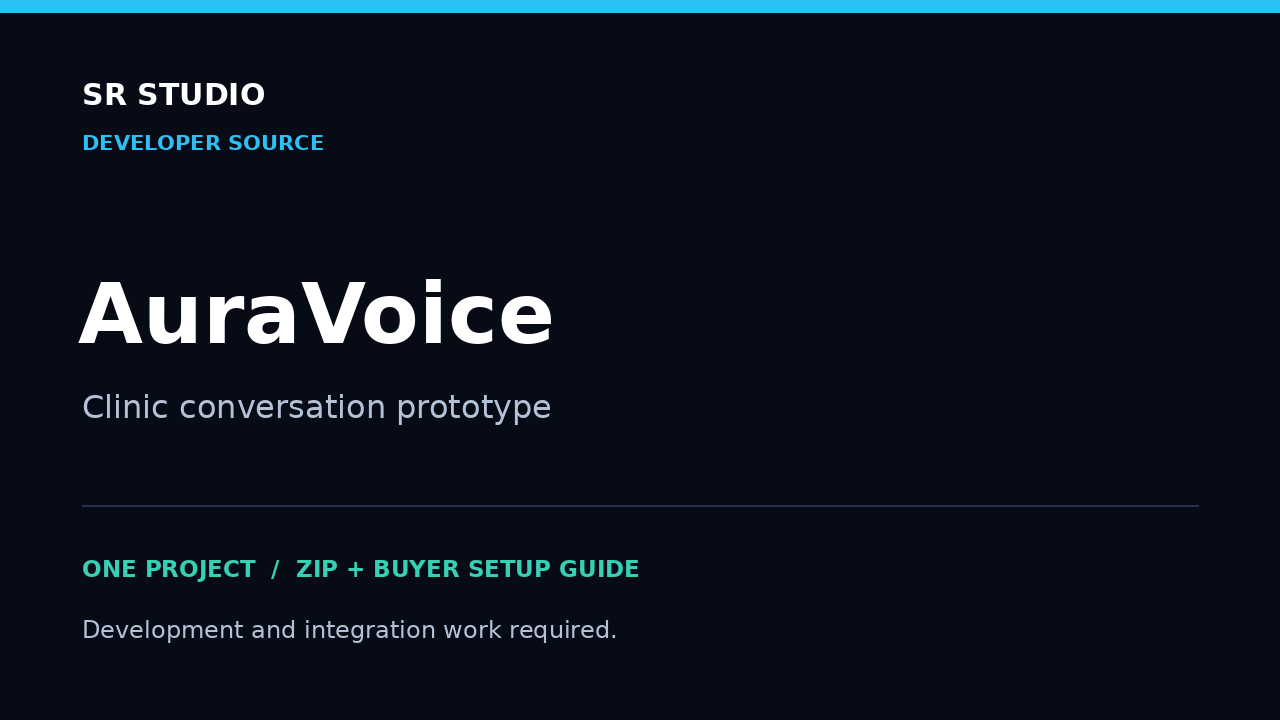 SR STUDIO
DEVELOPER SOURCE
AuraVoice
Clinic conversation prototype
ONE PROJECT / ZIP + BUYER SETUP GUIDE
Development and integration work required.